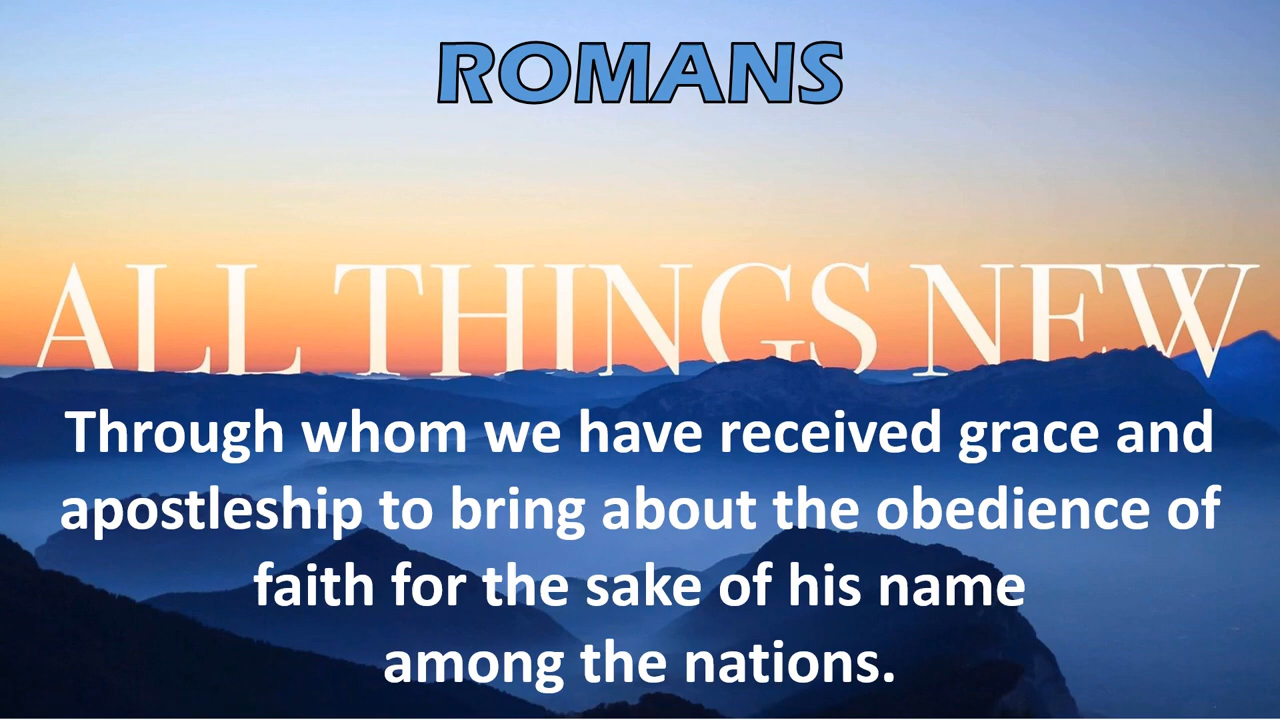 ROMANS
ALL THINGS NEW
Through whom we have received grace and
apostleship to bring about the obedience of
faith for the sake of his name
among the nations.